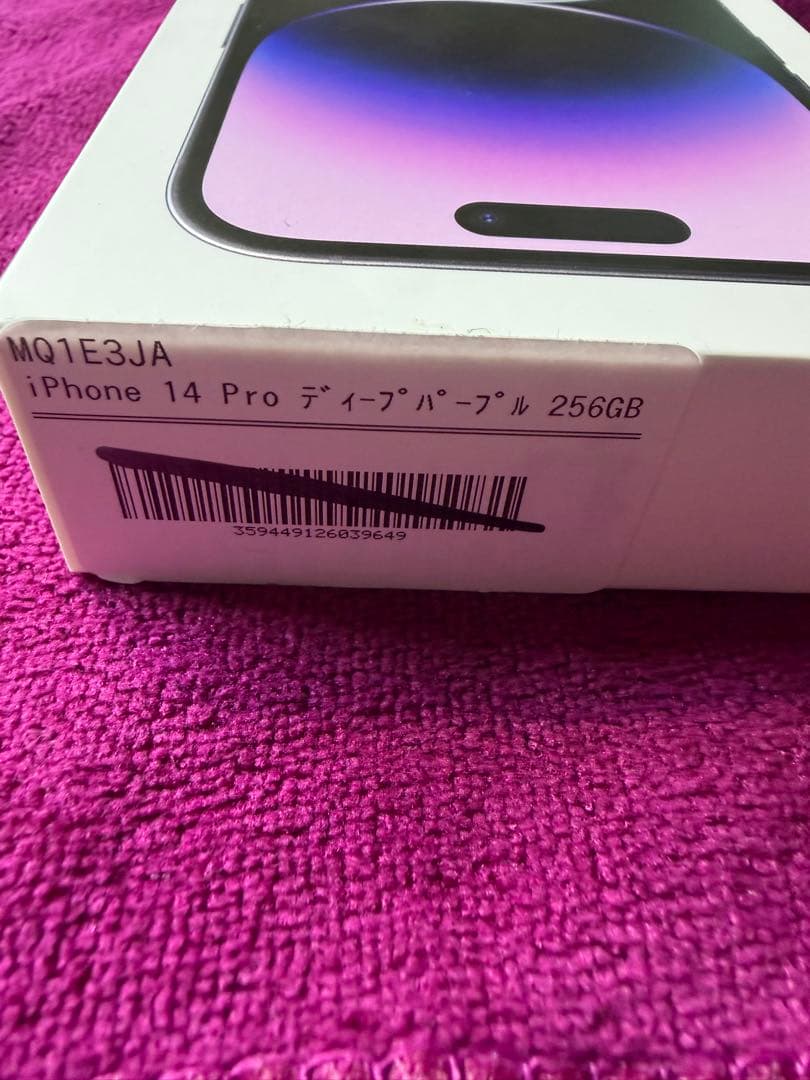 MQ1E3JA
iPhone 14 Pro ﾃﾞｨｰﾌﾟﾊﾟｰﾌﾟﾙ 256GB
359449126039649